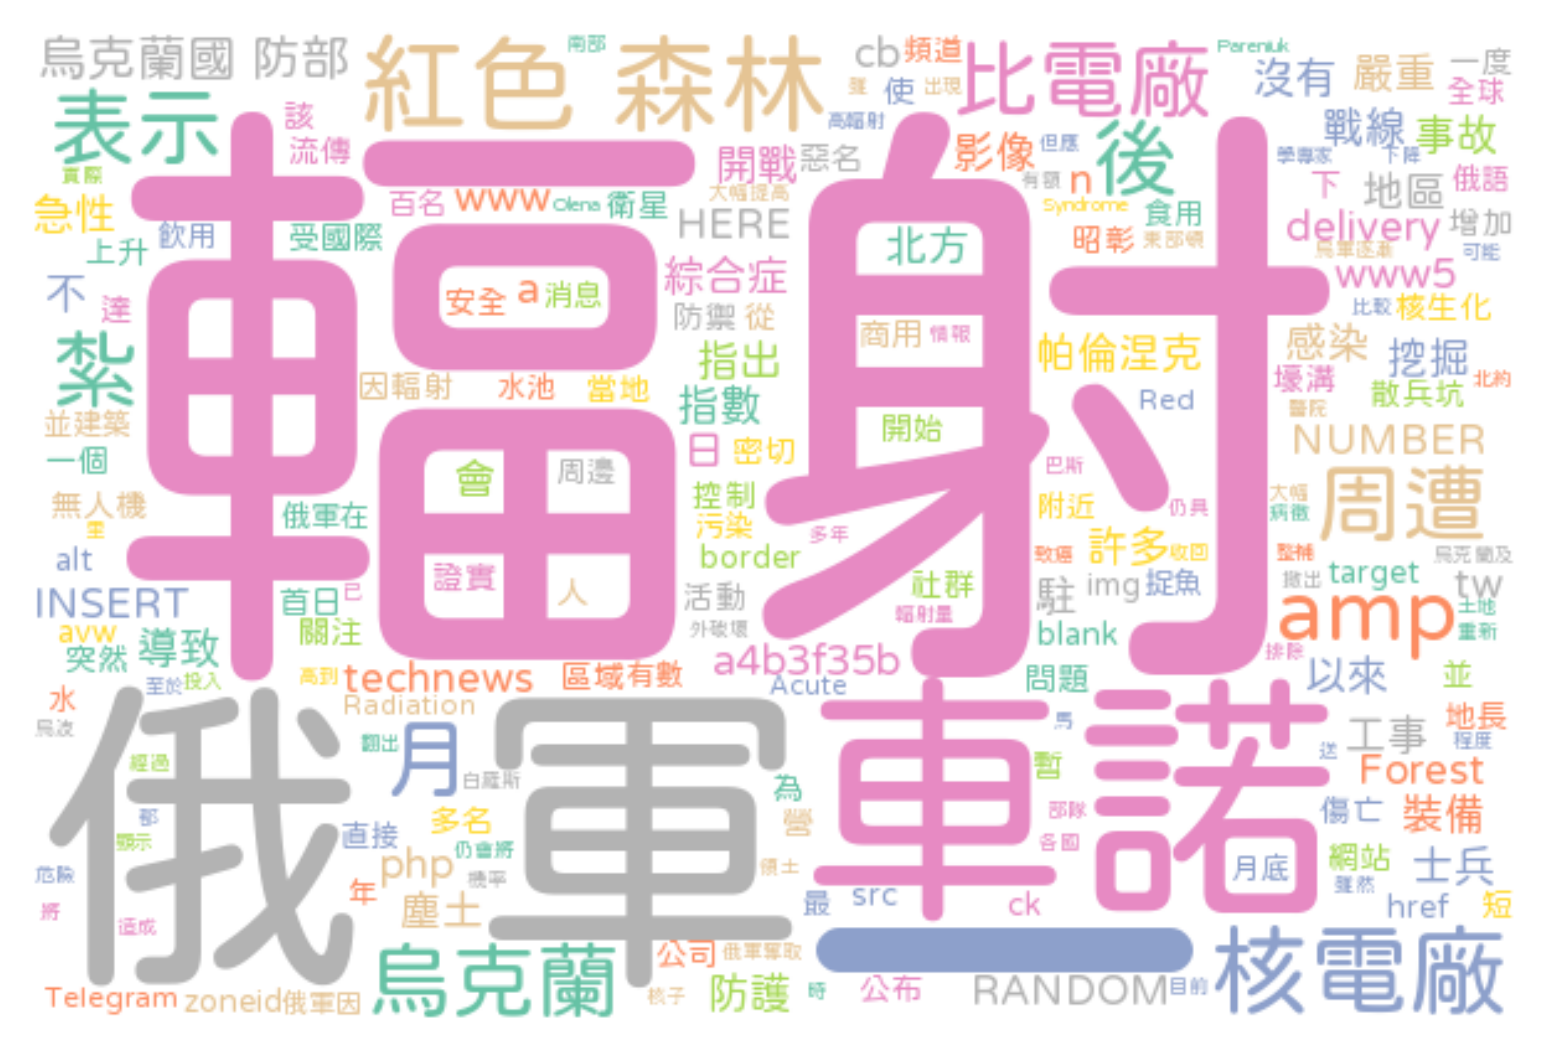 烏克蘭國 防部
紅色 森林
南部
cb
頻道
比電廠
Pareniuk
沒有
嚴重
一度
全球
表示
該
流傳
實際
使
出現
高輻射
戰線
事故
後
影像
但應
開戰
惡名
有額
n
學專家
下降
下
地區
俄語
急性
百名
www
Olena
衛星
大幅提高
HERE
Syndrome
食用
昭彰
delivery
增加
可能
上升
飲用
受國際
輻射
北方
www5
不
達
綜合症
安全
a
消息
防禦
從
商用
情報
比較
核生化
紮
指出
帕倫涅克
感染
挖掘
因輻射
水池
當地
指數
壕溝
散兵坑
北約
Red
醫院
並建築
一個
開始
日
密切
NUMBER
會
周邊
巴斯
無人機
控制
附近
仍具
大幅
病徵
周遭
俄軍在
污染
多年
alt
border
許多
收回
致癌
整補
烏克蘭及
證實
人
社群
駐
img
捉魚
撤出
target
tw
INSERT
首日
已
活動
輻射量
amp
土地
重新
avw
關注
外破壞
blank
突然
導致
a4b3f35b
排除
高到
technews
區域有數
問題
以來
並
至於
投入
Acute
水
Radiation
地長
俄軍
月
翻出
車諾
馬
工事
程度
送
經過
白羅斯
為
暫
Forest
都
多名
營
部隊
傷亡
裝備
顯示
直接
仍會將
各國
php
機率
領土
月底
網站
士兵
危險
年
雖然
將
塵土
最
src
ck
href
短
造成
烏克蘭
公司
俄軍奪取
一
核電廠
Telegram
zoneid
俄軍因
核子
防護
時
公布
RANDOM
目前